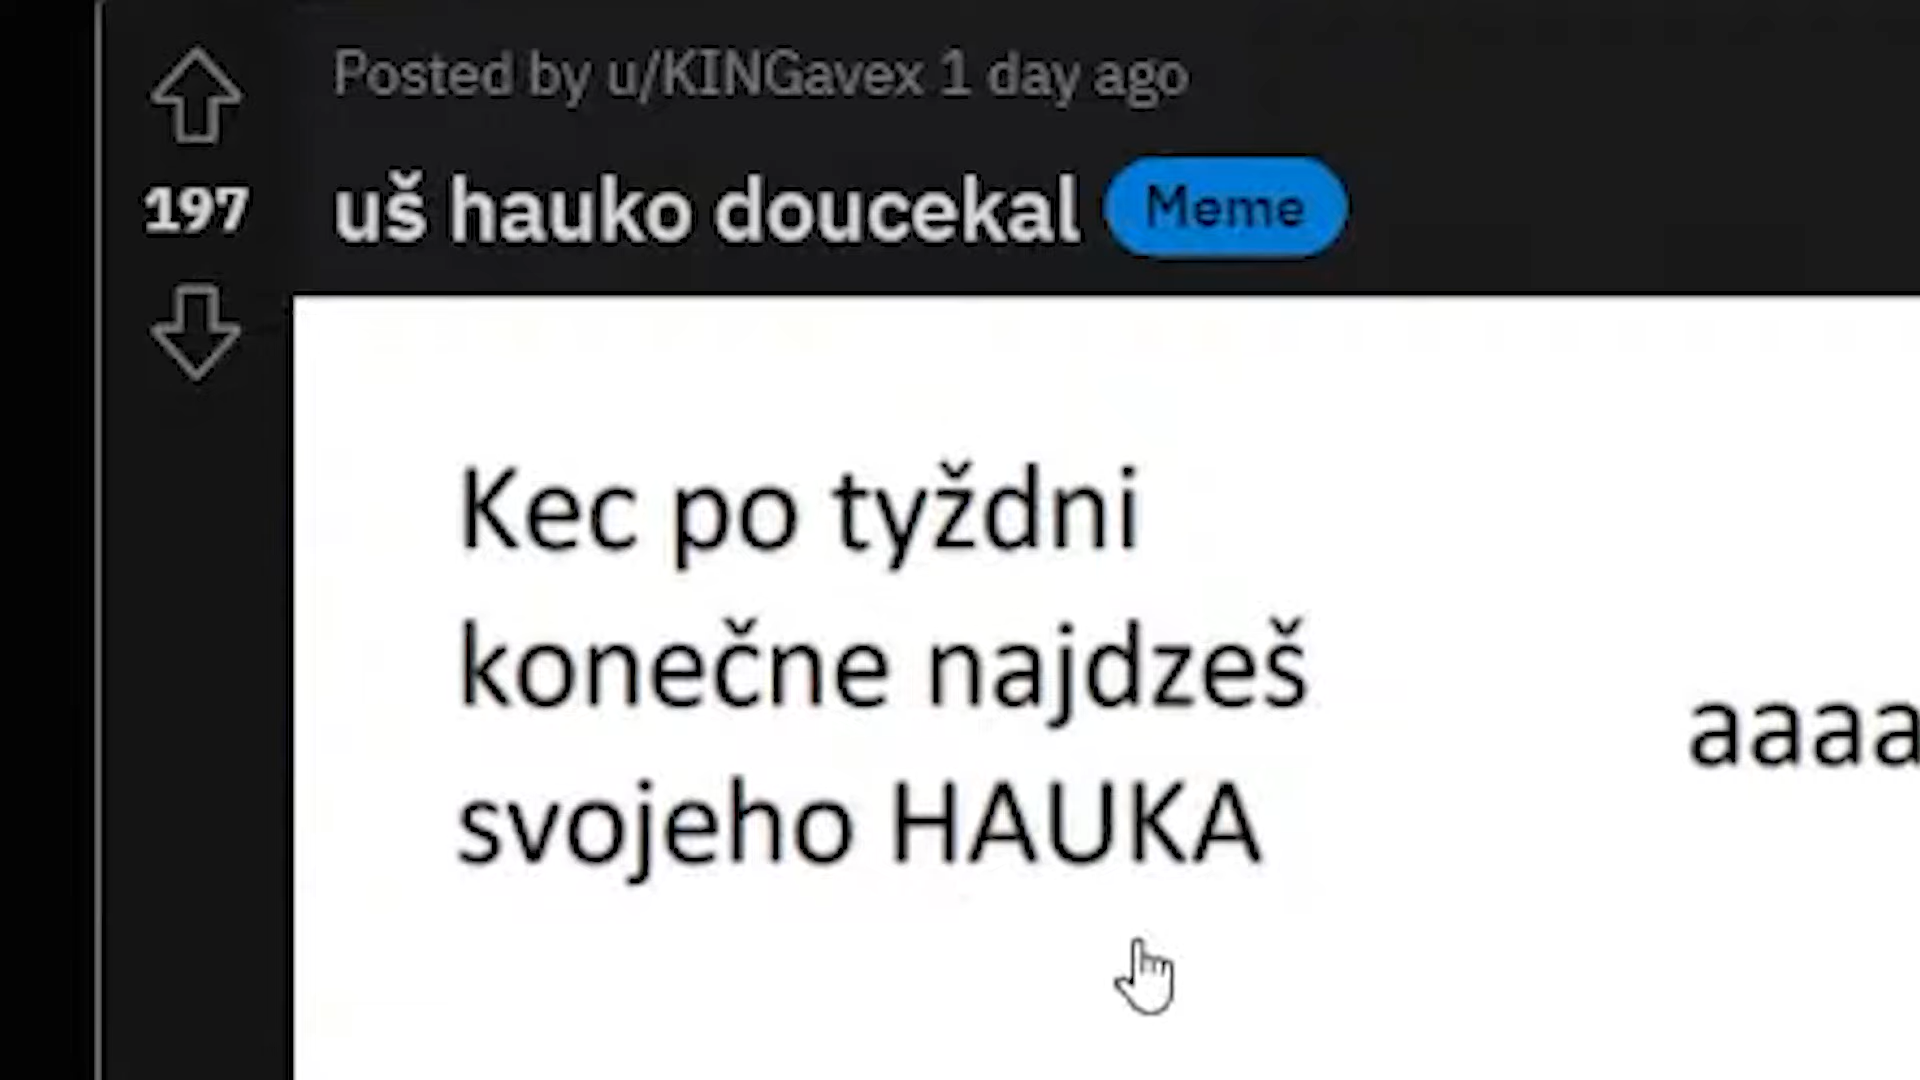 Posted by u/KINGavex 1 day ago
197
uš hauko doucekal Meme
Kec po tyždni
konečne najdzeš
svojeho HAUKA
aaaa